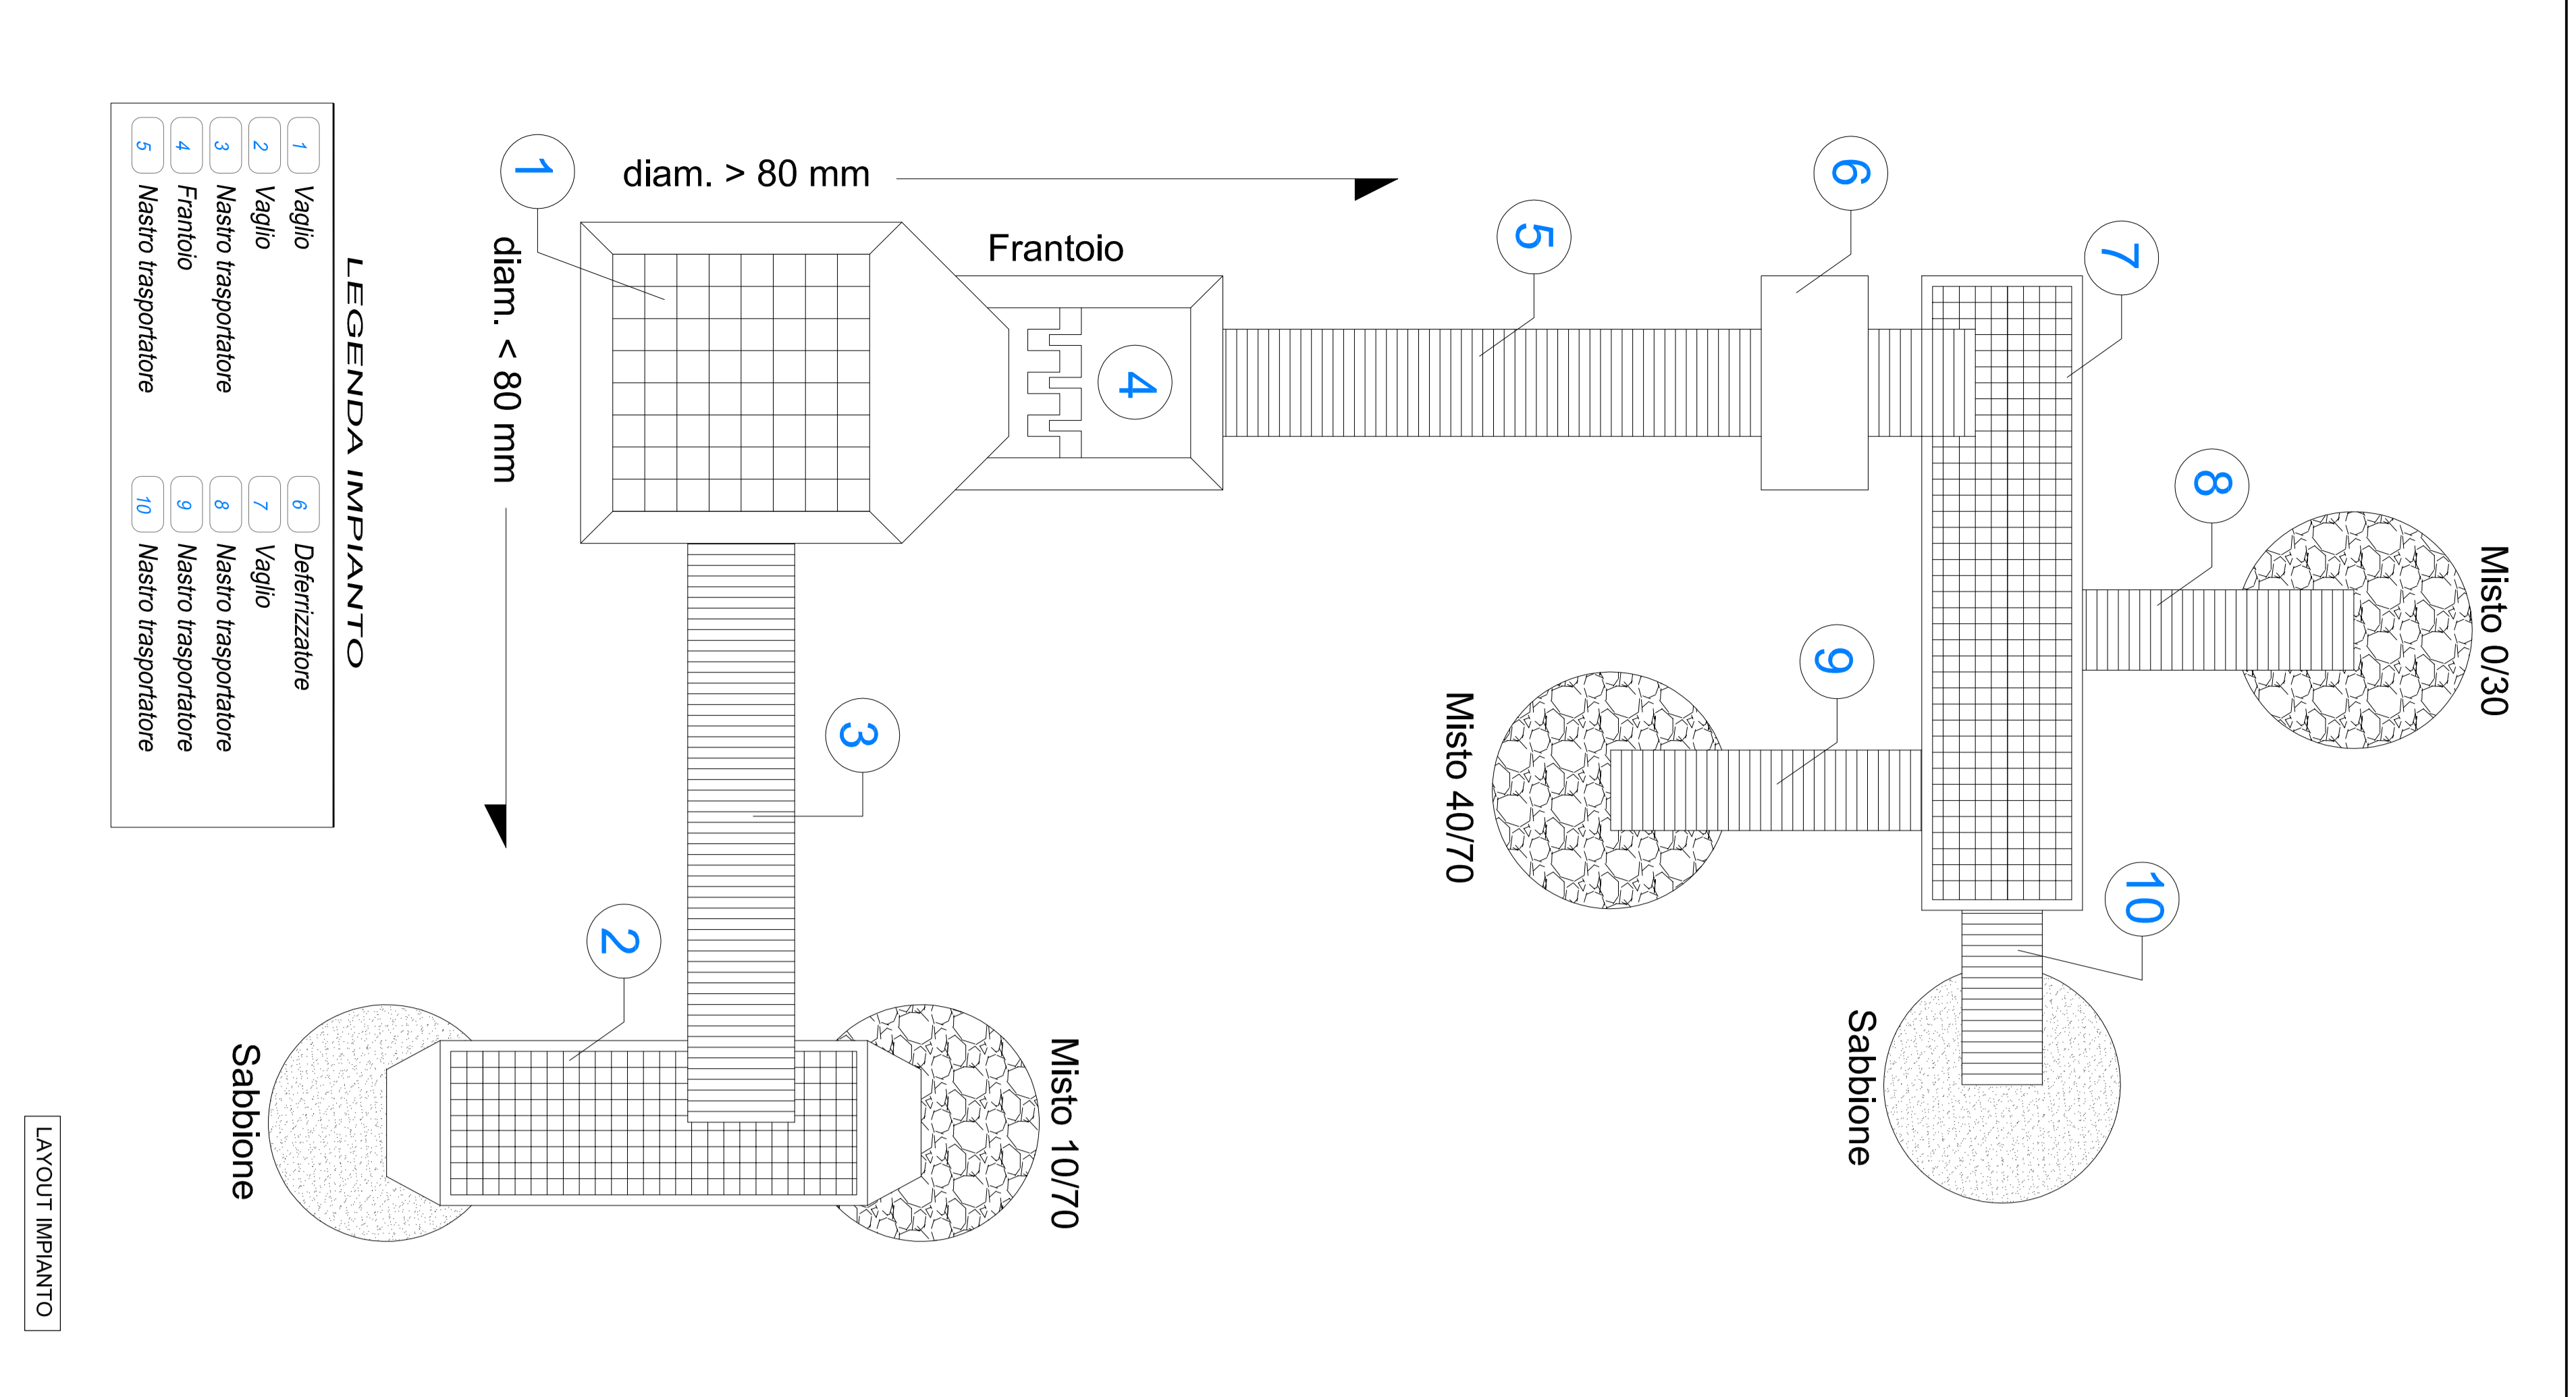 diam. > 80 mm
Frantoio
diam. < 80 mm
1
4
5
6
7
8
Misto 0/30
9
Misto 40/70
10
Sabbione
3
2
Misto 10/70
Sabbione
LEGENDA IMPIANTO
1 Vaglio
2 Vaglio
3 Nastro trasportatore
4 Frantoio
5 Nastro trasportatore
6 Deferrizzatore
7 Vaglio
8 Nastro trasportatore
9 Nastro trasportatore
10 Nastro trasportatore
LAYOUT IMPIANTO